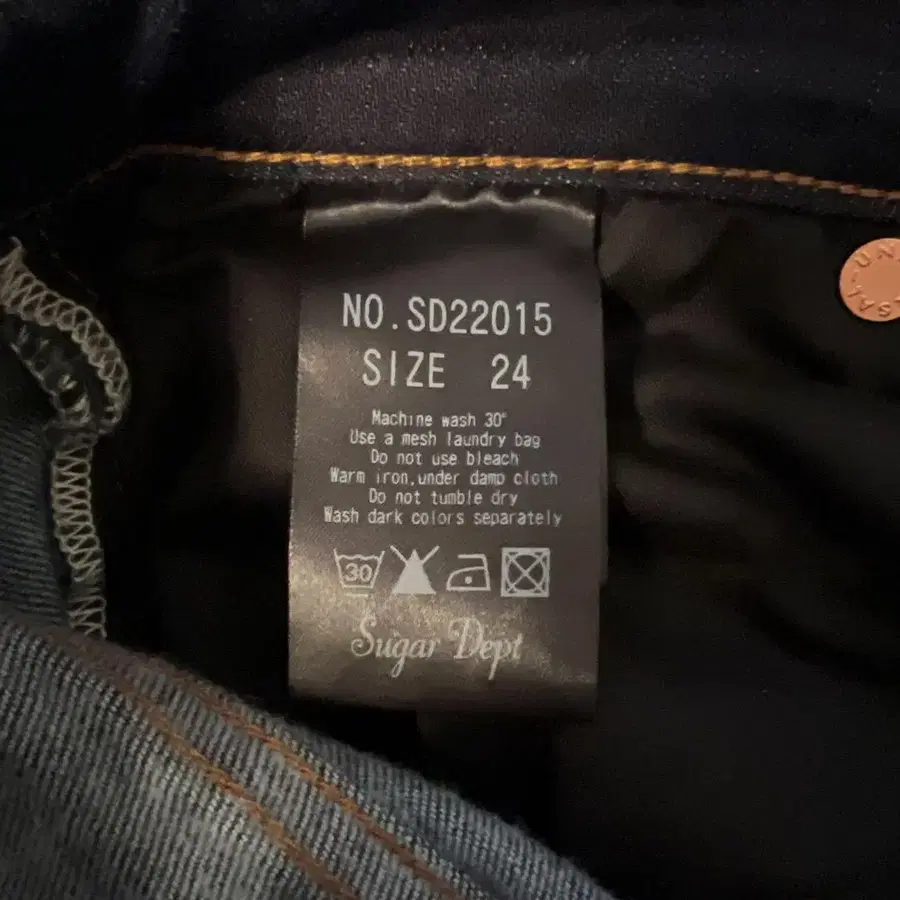 NO.SD22015
SIZE 24
Machine wash 30°
Use a mesh laundry bag
Do not use bleach
Warm iron,under damp cloth
Do not tumble dry
Wash dark colors separately
30
Sugar Dept